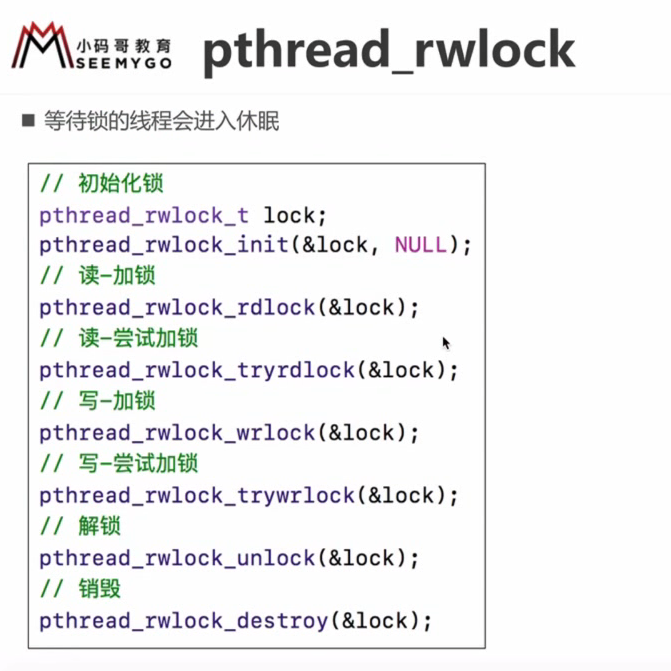 小码哥教育
SEEMYGO
pthread_rwlock
■ 等待锁的线程会进入休眠
// 初始化锁
pthread_rwlock_t lock;
pthread_rwlock_init(&lock, NULL);
// 读-加锁
pthread_rwlock_rdlock(&lock);
// 读-尝试加锁
pthread_rwlock_tryrdlock(&lock);
// 写-加锁
pthread_rwlock_wrlock(&lock);
// 写-尝试加锁
pthread_rwlock_trywrlock(&lock);
// 解锁
pthread_rwlock_unlock(&lock);
// 销毁
pthread_rwlock_destroy(&lock);